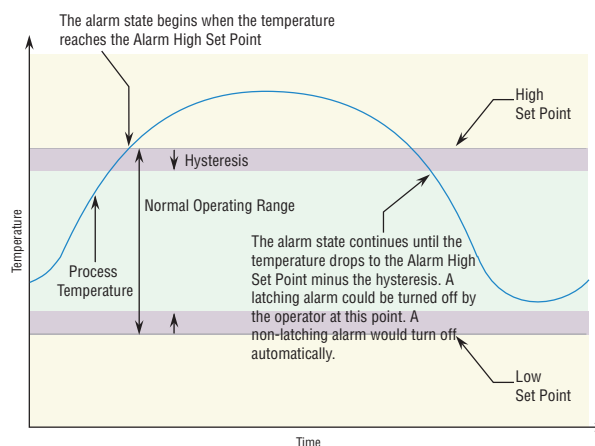 The alarm state begins when the temperature
reaches the Alarm High Set Point
High
Set Point
Hysteresis
Normal Operating Range
Temperature
Process
Temperature
The alarm state continues until the
temperature drops to the Alarm High
Set Point minus the hysteresis. A
latching alarm could be turned off by
the operator at this point. A
non-latching alarm would turn off
automatically.
Low
Set Point
Time